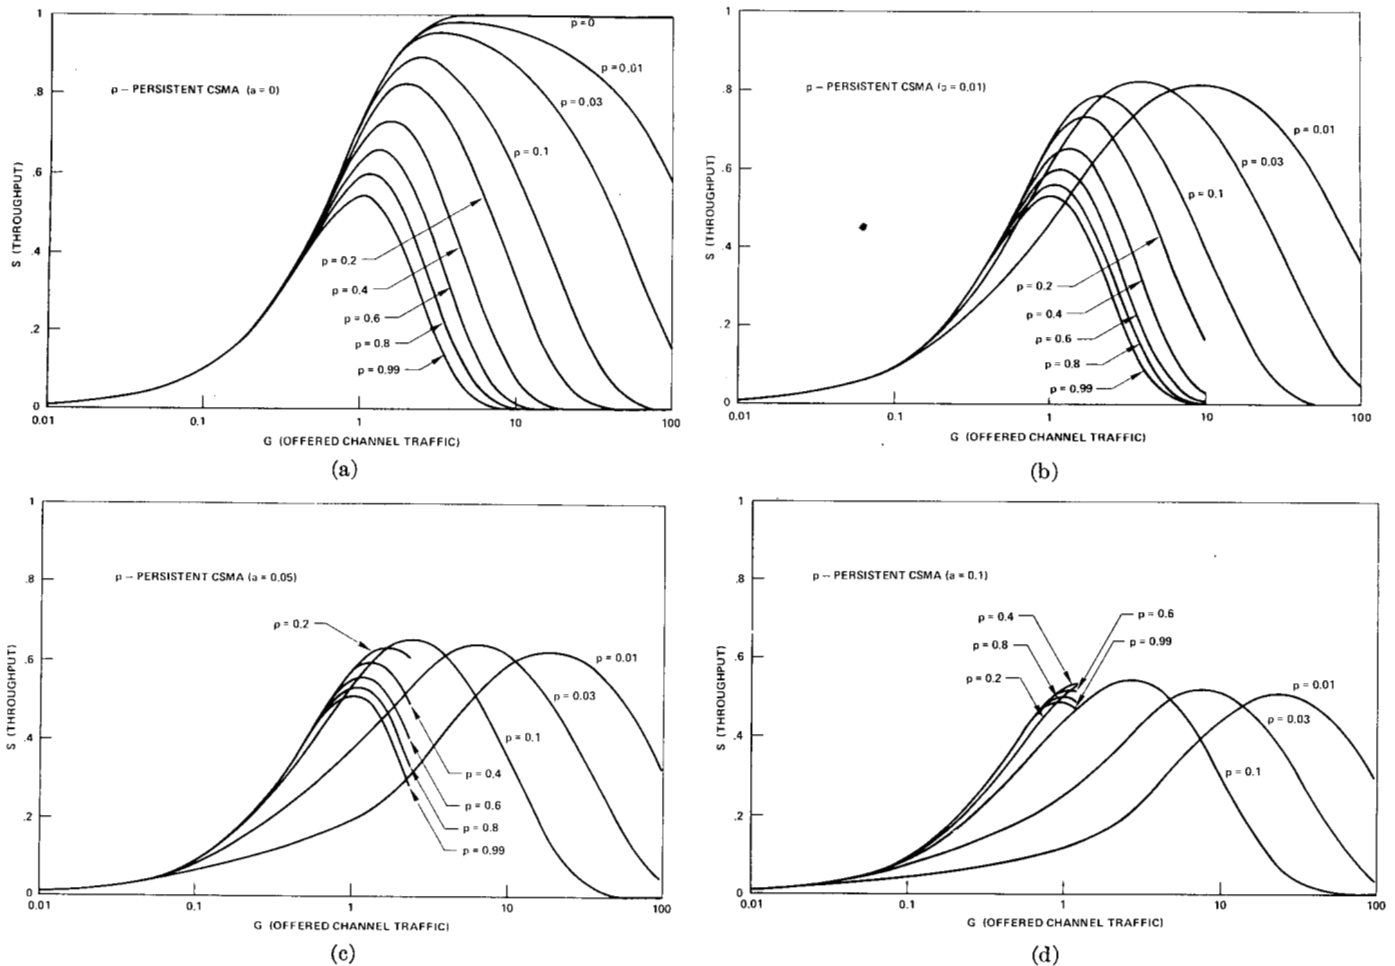 1
.8
.6
.4
.2
0
S (THROUGHPUT)
p – PERSISTENT CSMA (a = 0)
p = 0
p = 0.01
p = 0.03
p = 0.1
p = 0.2
p = 0.4
p = 0.6
p = 0.8
p = 0.99
0.01
0.1
1
10
100
G (OFFERED CHANNEL TRAFFIC)
(a)
1
.8
.6
.4
.2
0
S (THROUGHPUT)
p – PERSISTENT CSMA (a = 0.01)
p = 0.01
p = 0.03
p = 0.1
p = 0.2
p = 0.4
p = 0.6
p = 0.8
p = 0.99
0.01
0.1
1
10
100
G (OFFERED CHANNEL TRAFFIC)
(b)
1
.8
.6
.4
.2
0
S (THROUGHPUT)
p – PERSISTENT CSMA (a = 0.05)
p = 0.2
p = 0.01
p = 0.03
p = 0.1
p = 0.4
p = 0.6
p = 0.8
p = 0.99
0.01
0.1
1
10
100
G (OFFERED CHANNEL TRAFFIC)
(c)
1
.8
.6
.4
.2
0
S (THROUGHPUT)
p – PERSISTENT CSMA (a = 0.1)
p = 0.4
p = 0.6
p = 0.8
p = 0.99
p = 0.2
p = 0.01
p = 0.03
p = 0.1
0.01
0.1
1
10
100
G (OFFERED CHANNEL TRAFFIC)
(d)